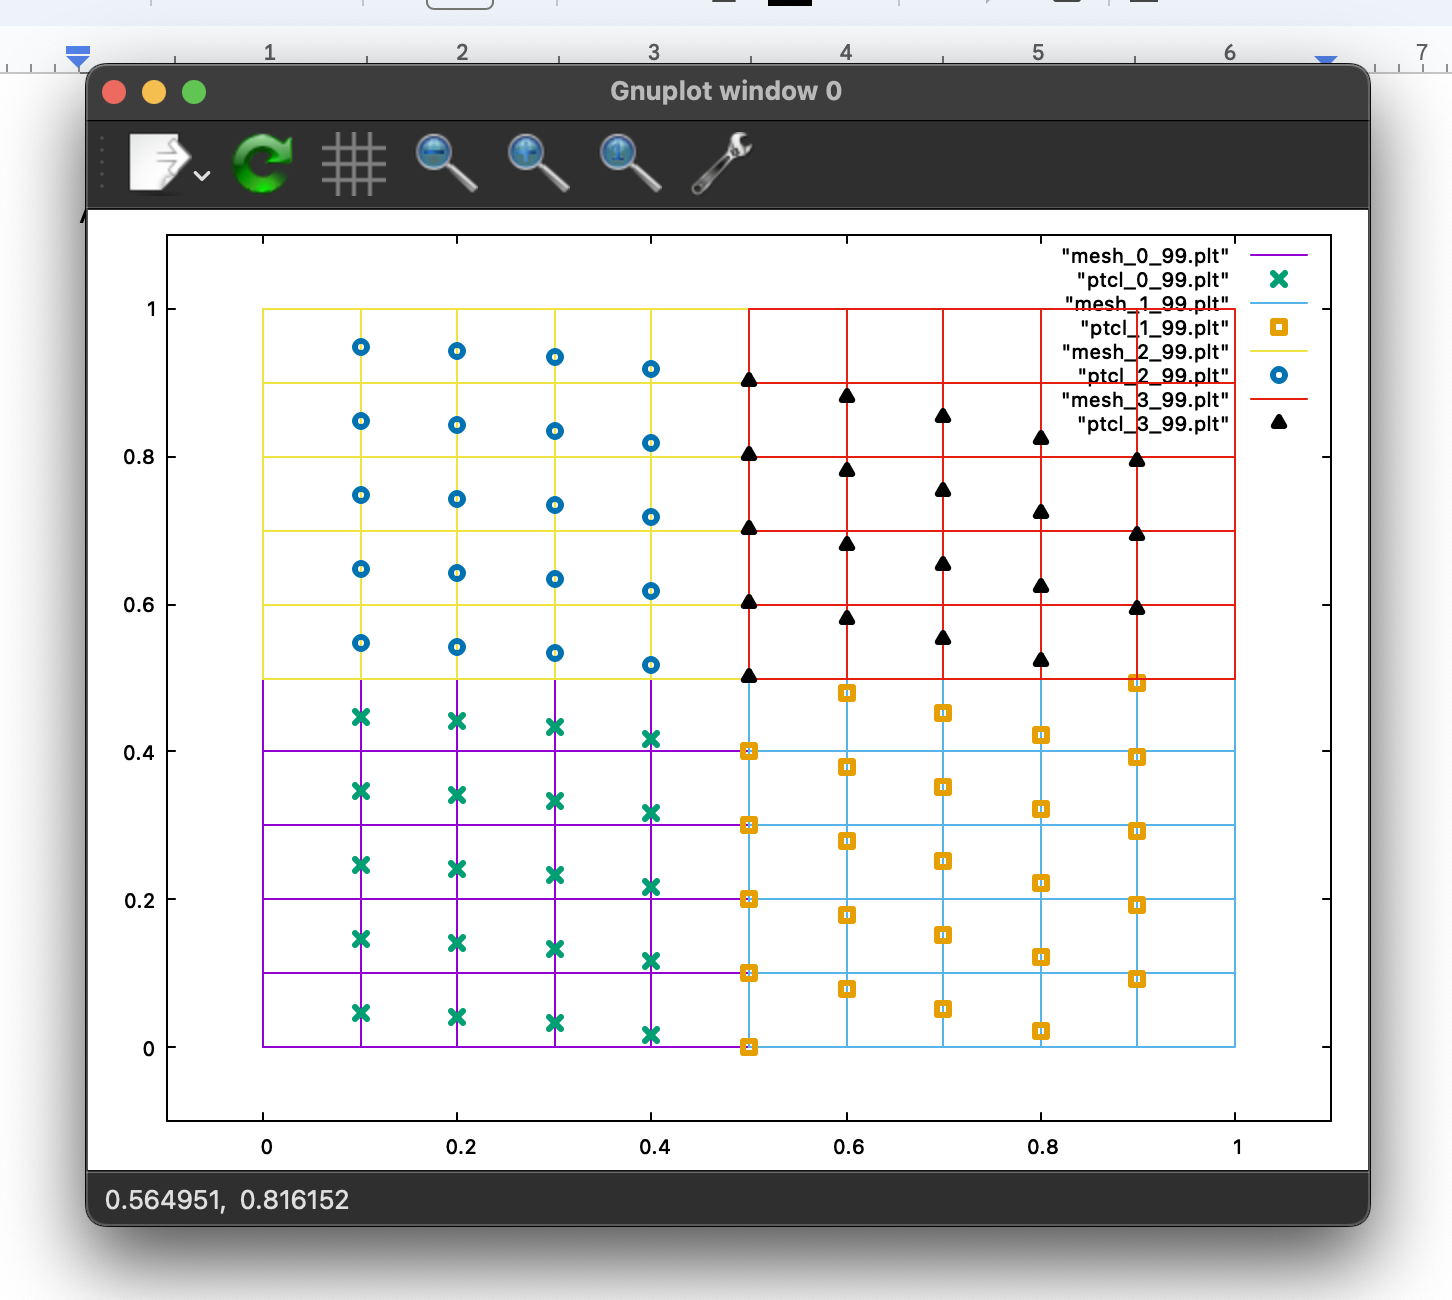 1 2 3 4 5 6 7
Gnuplot window 0
1
"mesh_0_99.plt"
"ptcl_0_99.plt"
"mesh_1_99.plt"
"ptcl_1_99.plt"
"mesh_2_99.plt"
"ptcl_2_99.plt"
"mesh_3_99.plt"
"ptcl_3_99.plt"
1
0.8
0.6
0.4
0.2
0
0 0.2 0.4 0.6 0.8 1
0.564951, 0.816152